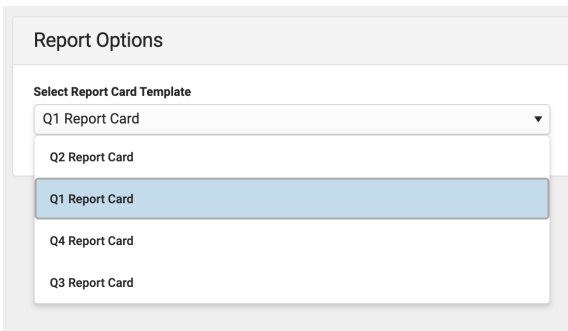 Report Options
Select Report Card Template
Q1 Report Card
Q2 Report Card
Q1 Report Card
Q4 Report Card
Q3 Report Card